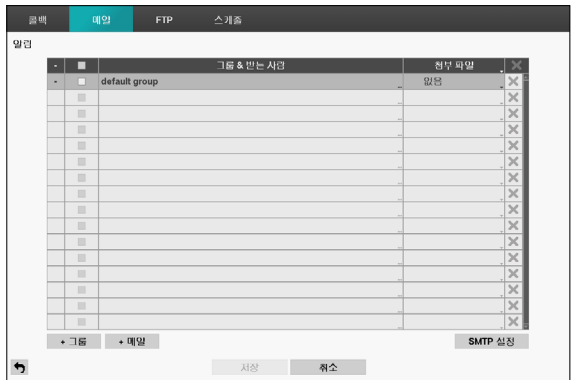 콜백 메일 FTP 스케줄
알림
- 그룹 & 받는 사람 첨부 파일
- default group 없음
+ 그룹 + 메일 SMTP 설정
저장 취소